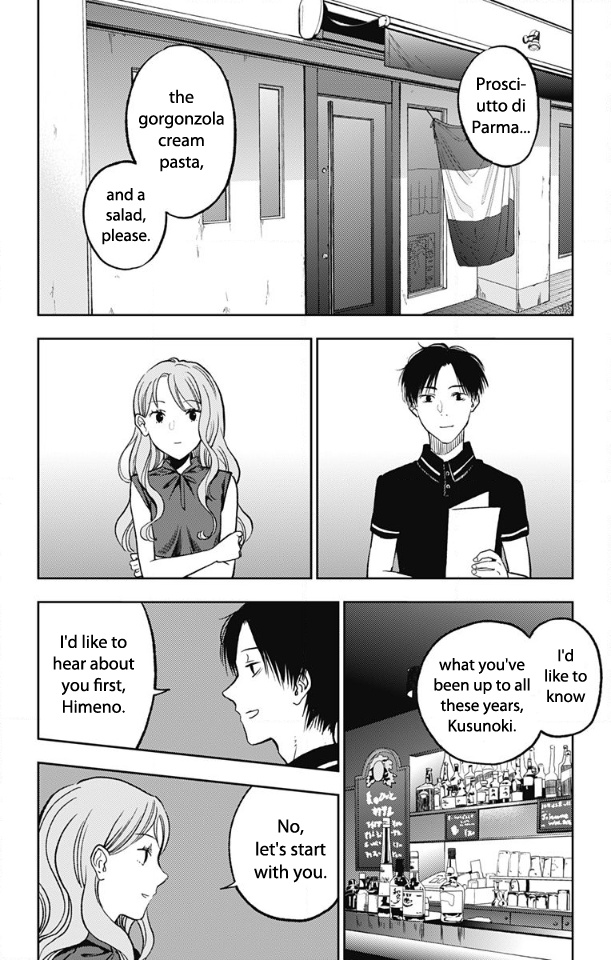 Prosci-
utto di
Parma...
the
gorgonzola
cream
pasta,
and a
salad,
please.
I'd
like to
know
what you've
been up to all
these years,
Kusunoki.
I'd like to
hear about
you first,
Himeno.
No,
let's start
with you.